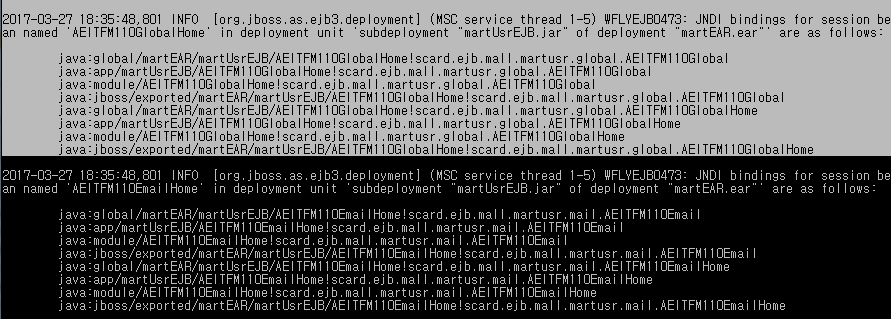 2017-03-27 18:35:48,801 INFO  [org.jboss.as.ejb3.deployment] (MSC service thread 1-5) WFLYEJB0473: JNDI bindings for session be
an named 'AEITFM110GlobalHome' in deployment unit 'subdeployment "martUsrEJB.jar" of deployment "martEAR.ear"' are as follows:
java:global/martEAR/martUsrEJB/AEITFM110GlobalHome!scard.ejb.mall.martusr.global.AEITFM110Global
java:app/martUsrEJB/AEITFM110GlobalHome!scard.ejb.mall.martusr.global.AEITFM110Global
java:module/AEITFM110GlobalHome!scard.ejb.mall.martusr.global.AEITFM110Global
java:jboss/exported/martEAR/martUsrEJB/AEITFM110GlobalHome!scard.ejb.mall.martusr.global.AEITFM110Global
java:global/martEAR/martUsrEJB/AEITFM110GlobalHome!scard.ejb.mall.martusr.global.AEITFM110GlobalHome
java:app/martUsrEJB/AEITFM110GlobalHome!scard.ejb.mall.martusr.global.AEITFM110GlobalHome
java:module/AEITFM110GlobalHome!scard.ejb.mall.martusr.global.AEITFM110GlobalHome
java:jboss/exported/martEAR/martUsrEJB/AEITFM110GlobalHome!scard.ejb.mall.martusr.global.AEITFM110GlobalHome
2017-03-27 18:35:48,801 INFO  [org.jboss.as.ejb3.deployment] (MSC service thread 1-5) WFLYEJB0473: JNDI bindings for session be
an named 'AEITFM110EmailHome' in deployment unit 'subdeployment "martUsrEJB.jar" of deployment "martEAR.ear"' are as follows:
java:global/martEAR/martUsrEJB/AEITFM110EmailHome!scard.ejb.mall.martusr.mail.AEITFM110Email
java:app/martUsrEJB/AEITFM110EmailHome!scard.ejb.mall.martusr.mail.AEITFM110Email
java:module/AEITFM110EmailHome!scard.ejb.mall.martusr.mail.AEITFM110Email
java:jboss/exported/martEAR/martUsrEJB/AEITFM110EmailHome!scard.ejb.mall.martusr.mail.AEITFM110Email
java:global/martEAR/martUsrEJB/AEITFM110EmailHome!scard.ejb.mall.martusr.mail.AEITFM110EmailHome
java:app/martUsrEJB/AEITFM110EmailHome!scard.ejb.mall.martusr.mail.AEITFM110EmailHome
java:module/AEITFM110EmailHome!scard.ejb.mall.martusr.mail.AEITFM110EmailHome
java:jboss/exported/martEAR/martUsrEJB/AEITFM110EmailHome!scard.ejb.mall.martusr.mail.AEITFM110EmailHome